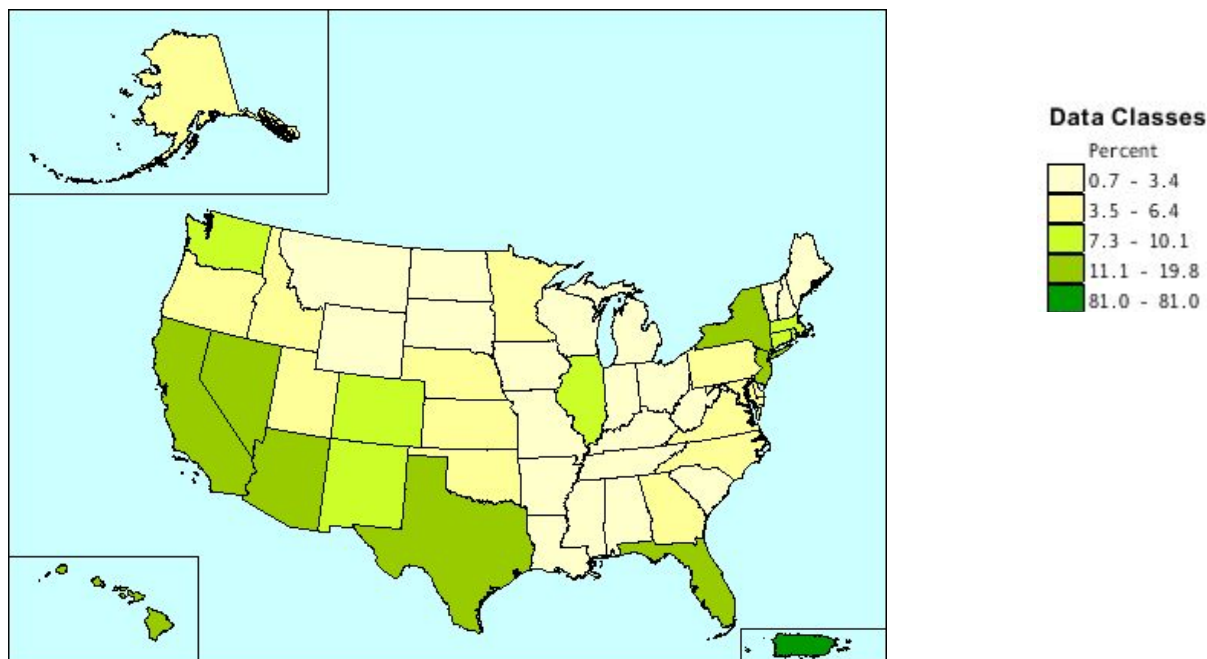 Data Classes
Percent
0.7 - 3.4
3.5 - 6.4
7.3 - 10.1
11.1 - 19.8
81.0 - 81.0